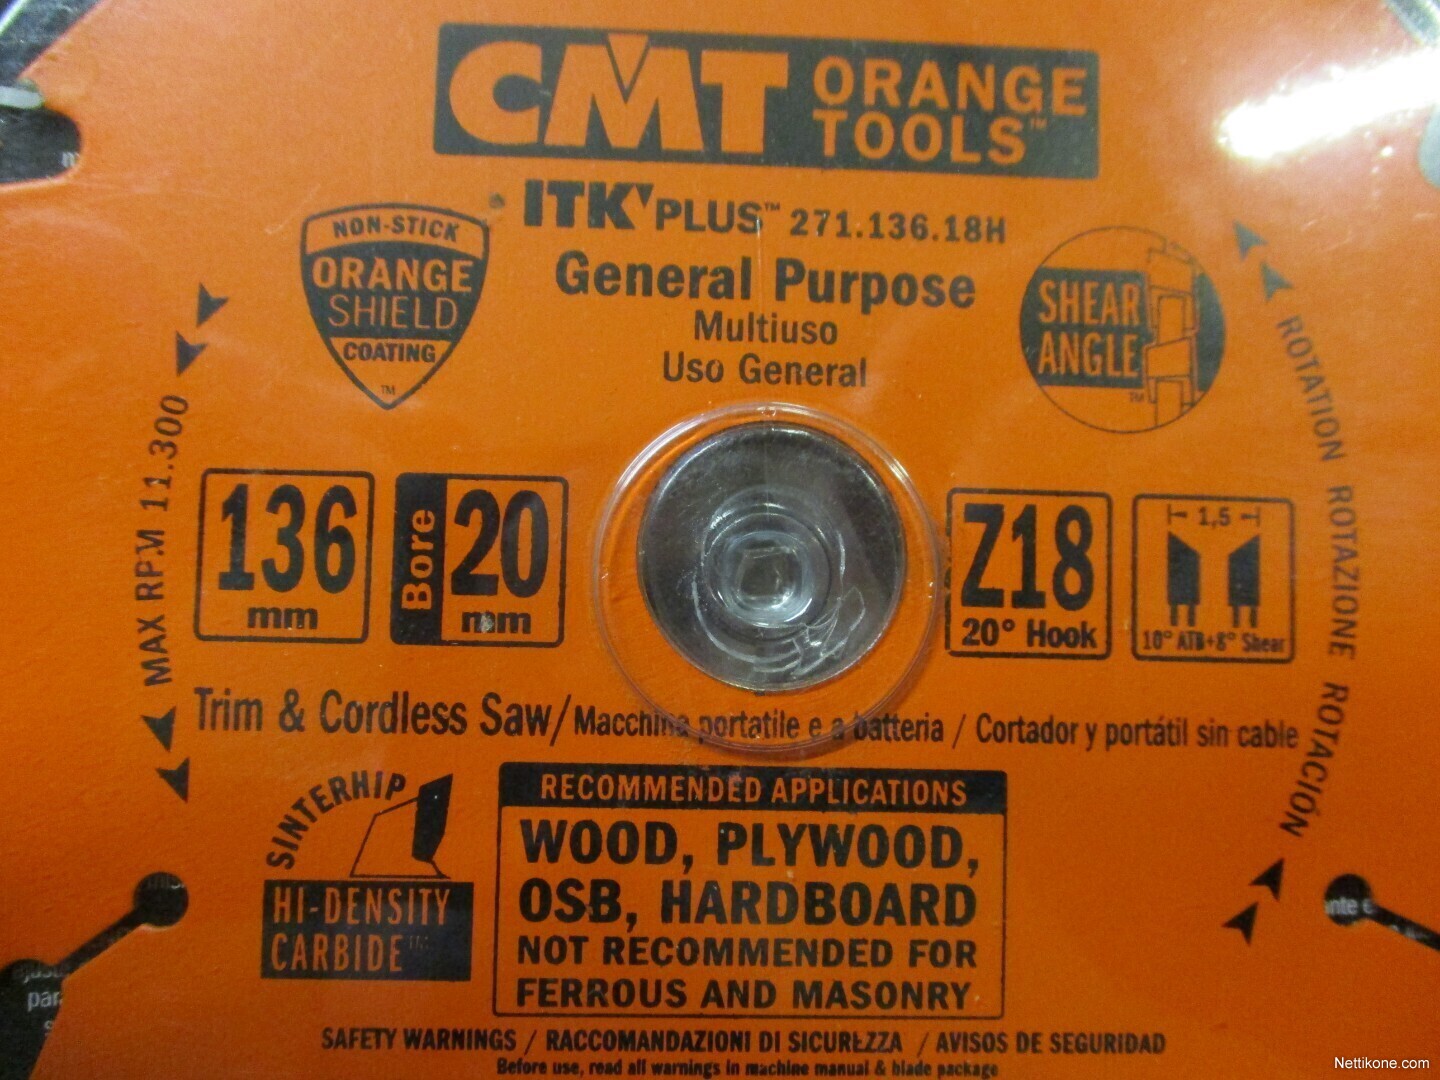 CMT ORANGE TOOLS™
ITK PLUS™ 271.136.18H
General Purpose
Multiuso
Uso General
NON-STICK
ORANGE
SHIELD
COATING
™
SHEAR
ANGLE
™
MAX RPM 11.300
ROTATION ROTAZIONE ROTACIÓN
136
mm
Bore
20
mm
Z18
20° Hook
1,5
10° ATB+8° Shear
Trim & Cordless Saw/Macchina portatile e a batteria / Cortador y portátil sin cable
SINTERHIP
HI-DENSITY
CARBIDE™
RECOMMENDED APPLICATIONS
WOOD, PLYWOOD,
OSB, HARDBOARD
NOT RECOMMENDED FOR
FERROUS AND MASONRY
SAFETY WARNINGS / RACCOMANDAZIONI DI SICUREZZA / AVISOS DE SEGURIDAD
Before use, read all warnings in machine manual & blade package
Nettikone.com